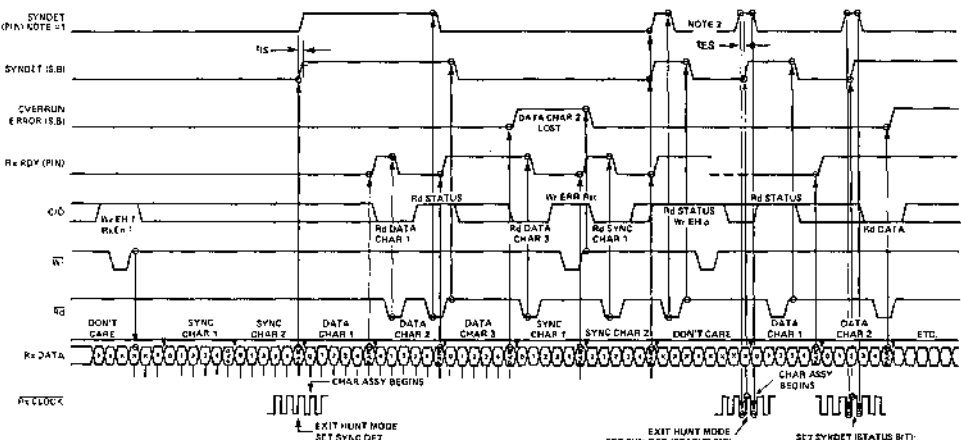 SYNDET
(PIN) NOTE =1
NOTE 2
tIS
tES
SYNDET (S.B)
OVERRUN
ERROR (S.B)
DATA CHAR 2
LOST
Rx RDY (PIN)
Rd STATUS
Wr ERR
Rd STATUS
Rd STATUS
C/D
Wr EH
RxEn
Rd DATA
CHAR 1
Rd DATA
CHAR 3
Rd SYNC
CHAR 1
Wr EH
Rd DATA
Wr
Rd
DON'T
CARE
SYNC
CHAR 1
SYNC
CHAR 2
DATA
CHAR 1
DATA
CHAR 2
DATA
CHAR 3
SYNC
CHAR 1
SYNC CHAR 2
DON'T CARE
DATA
CHAR 1
DATA
CHAR 2
ETC.
Rx DATA
CHAR ASSY BEGINS
CHAR ASSY
BEGINS
Rx CLOCK
EXIT HUNT MODE
SET SYNC DET
EXIT HUNT MODE
SET SYNDET (STATUS BIT)